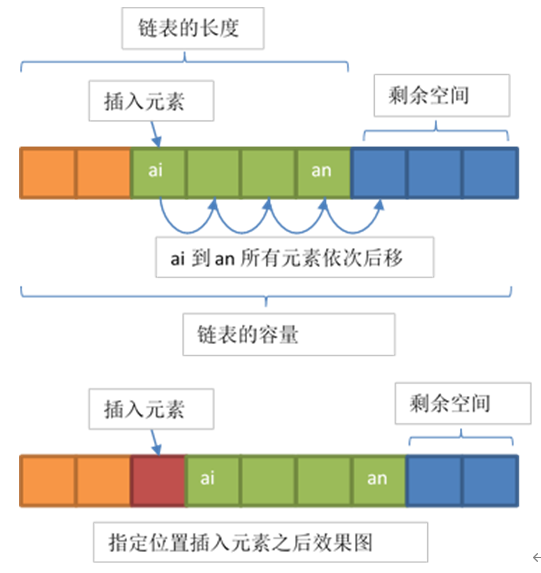 链表的长度
插入元素
剩余空间
ai
an
ai 到 an 所有元素依次后移
链表的容量
插入元素
剩余空间
ai
an
指定位置插入元素之后效果图